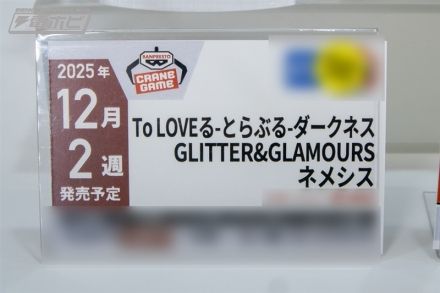 電ホビ
2025年
12月
2週
発売予定
BANPRESTO
CRANE
GAME
To LOVEる-とらぶる-ダークネス
GLITTER&GLAMOURS
ネメシス